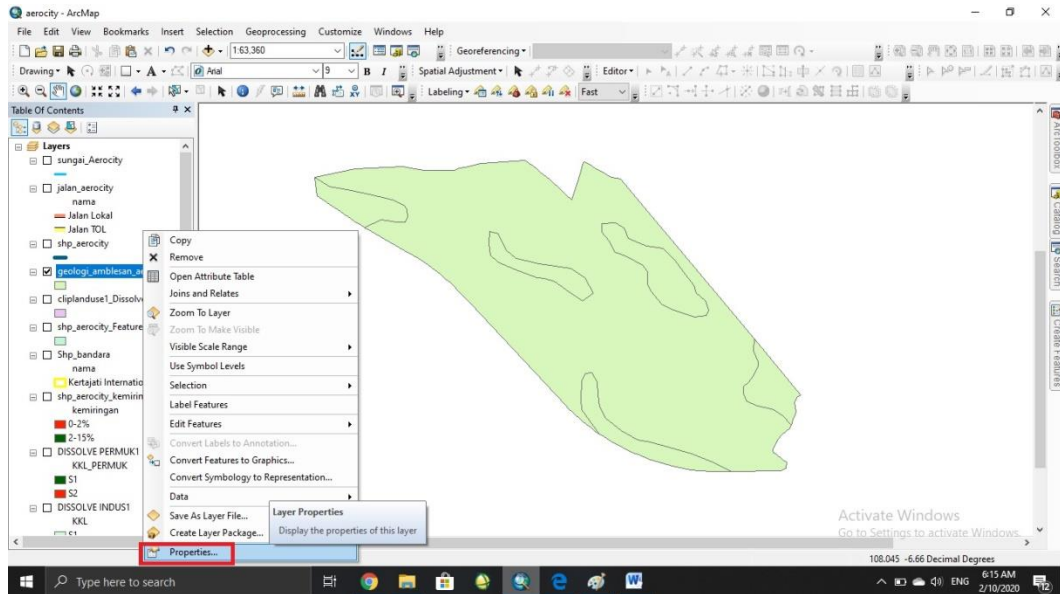 aerocity - ArcMap
File Edit View Bookmarks Insert Selection Geoprocessing Customize Windows Help
1:63.360
Georeferencing
Drawing
Arial
9
B I
Spatial Adjustment
Editor
Labeling
Fast
Table Of Contents
Layers
sungai_Aerocity
jalan_aerocity
nama
Jalan Lokal
Jalan TOL
shp_aerocity
geologi_amblesan_a
cliplanduse1_Dissolv
shp_aerocity_Feature
Shp_bandara
nama
Kertajati Internatio
shp_aerocity_kemirin
kemiringan
0-2%
2-15%
DISSOLVE PERMUK1
KKL_PERMUK
S1
S2
DISSOLVE INDUS1
KKL
S1
Copy
Remove
Open Attribute Table
Joins and Relates
Zoom To Layer
Zoom To Make Visible
Visible Scale Range
Use Symbol Levels
Selection
Label Features
Edit Features
Convert Labels to Annotation...
Convert Features to Graphics...
Convert Symbology to Representation...
Data
Save As Layer File...
Create Layer Package...
Properties...
Layer Properties
Display the properties of this layer
ArcToolbox
Catalog
Search
Create Features
Activate Windows
Go to Settings to activate Windows.
108.045 -6.66 Decimal Degrees
Type here to search
ENG
6:15 AM
2/10/2020